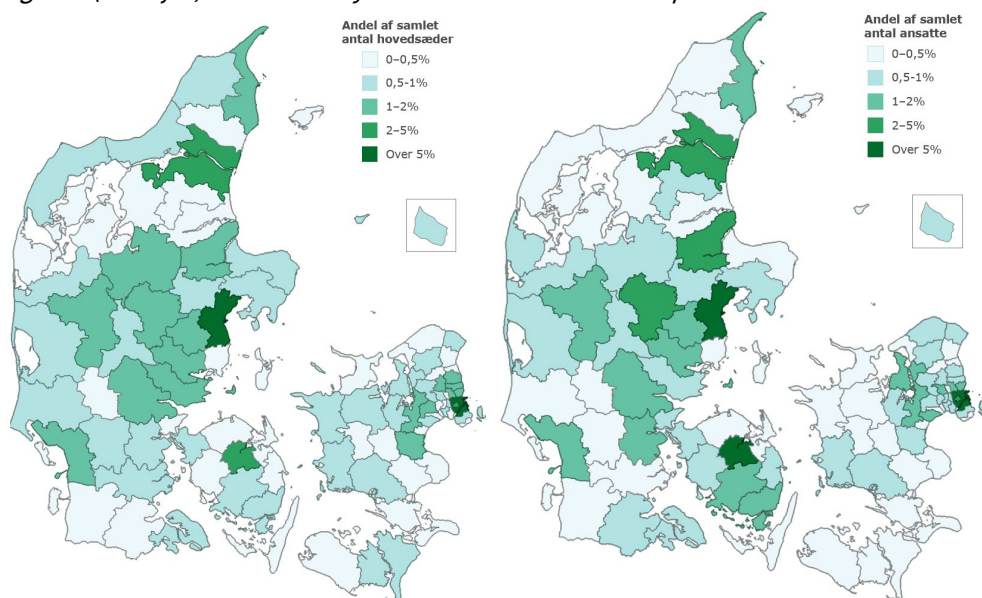 Andel af samlet
antal hovedsæder
0–0,5%
0,5-1%
1–2%
2–5%
Over 5%
Andel af samlet
antal ansatte
0–0,5%
0,5-1%
1–2%
2–5%
Over 5%